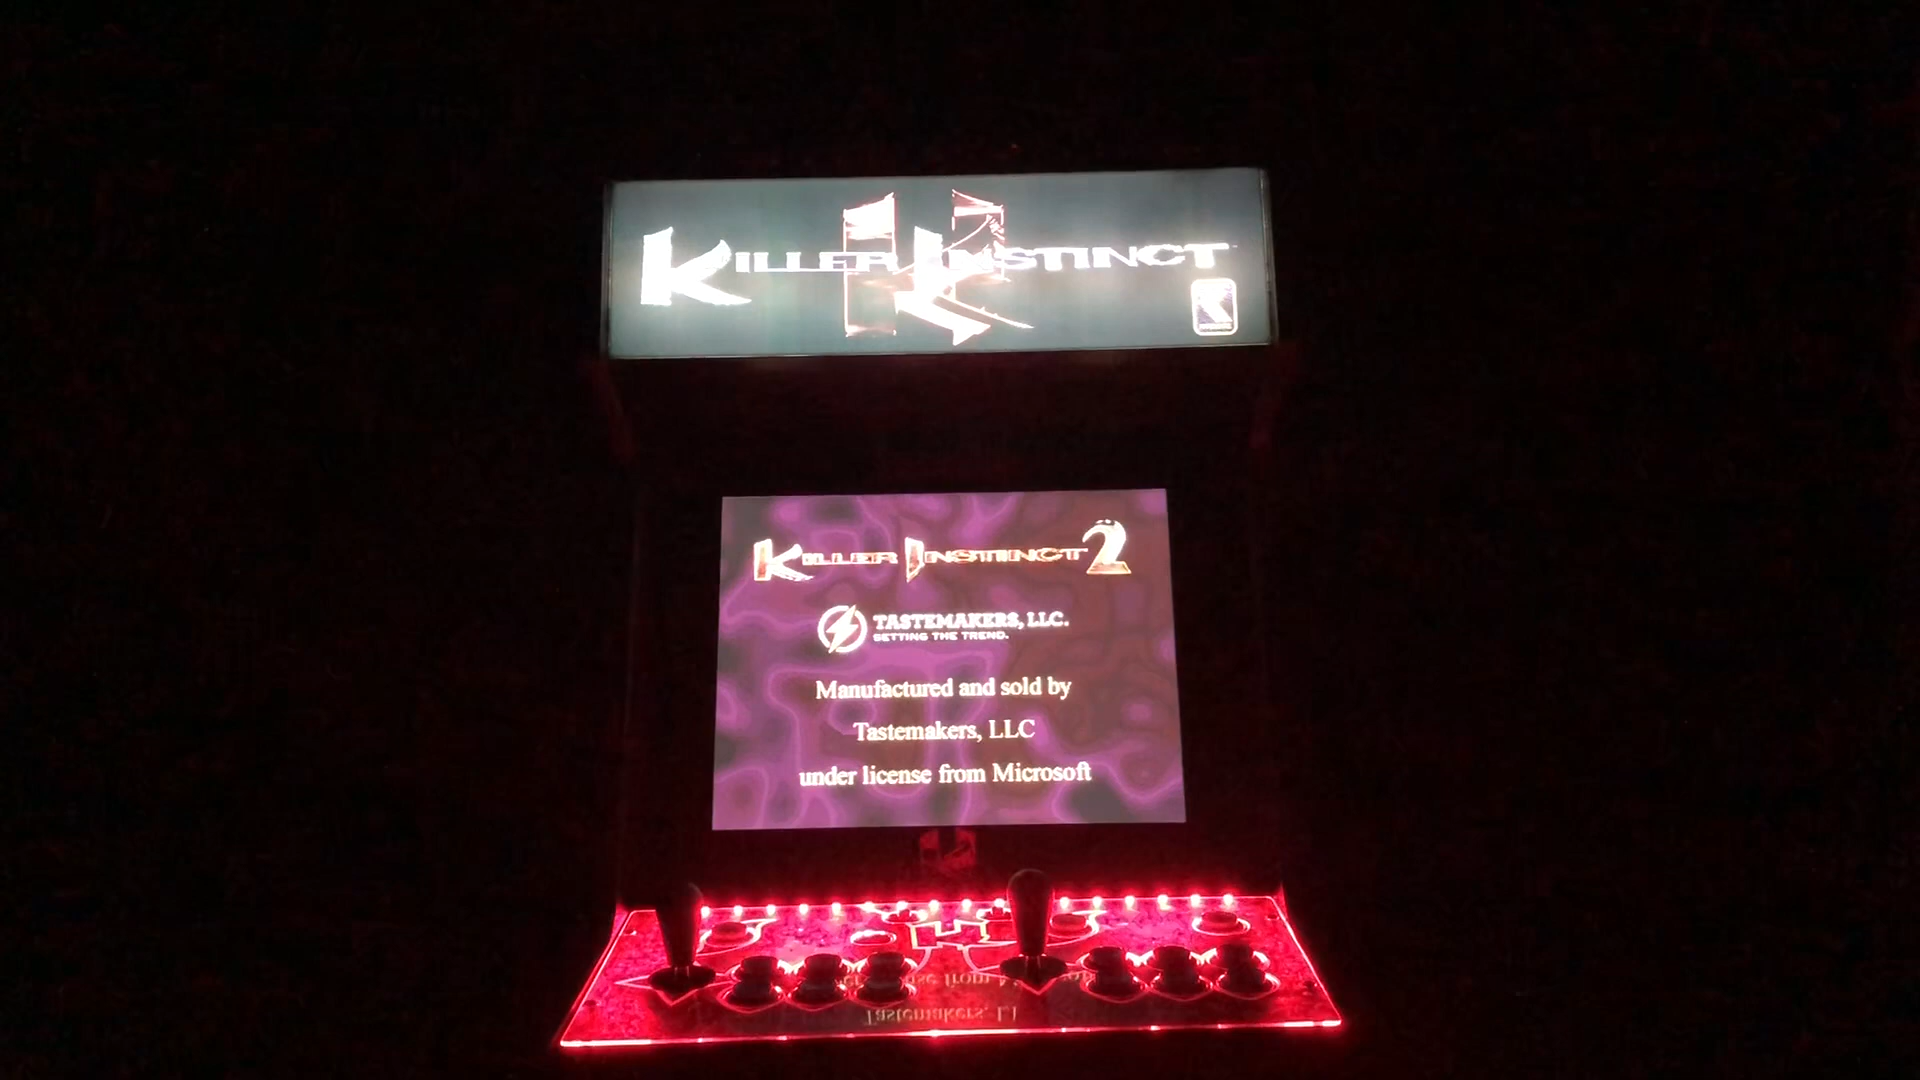 KILLER INSTINCT
KILLER INSTINCT 2
TASTEMAKERS, LLC.
SETTING THE TREND.
Manufactured and sold by
Tastemakers, LLC
under license from Microsoft